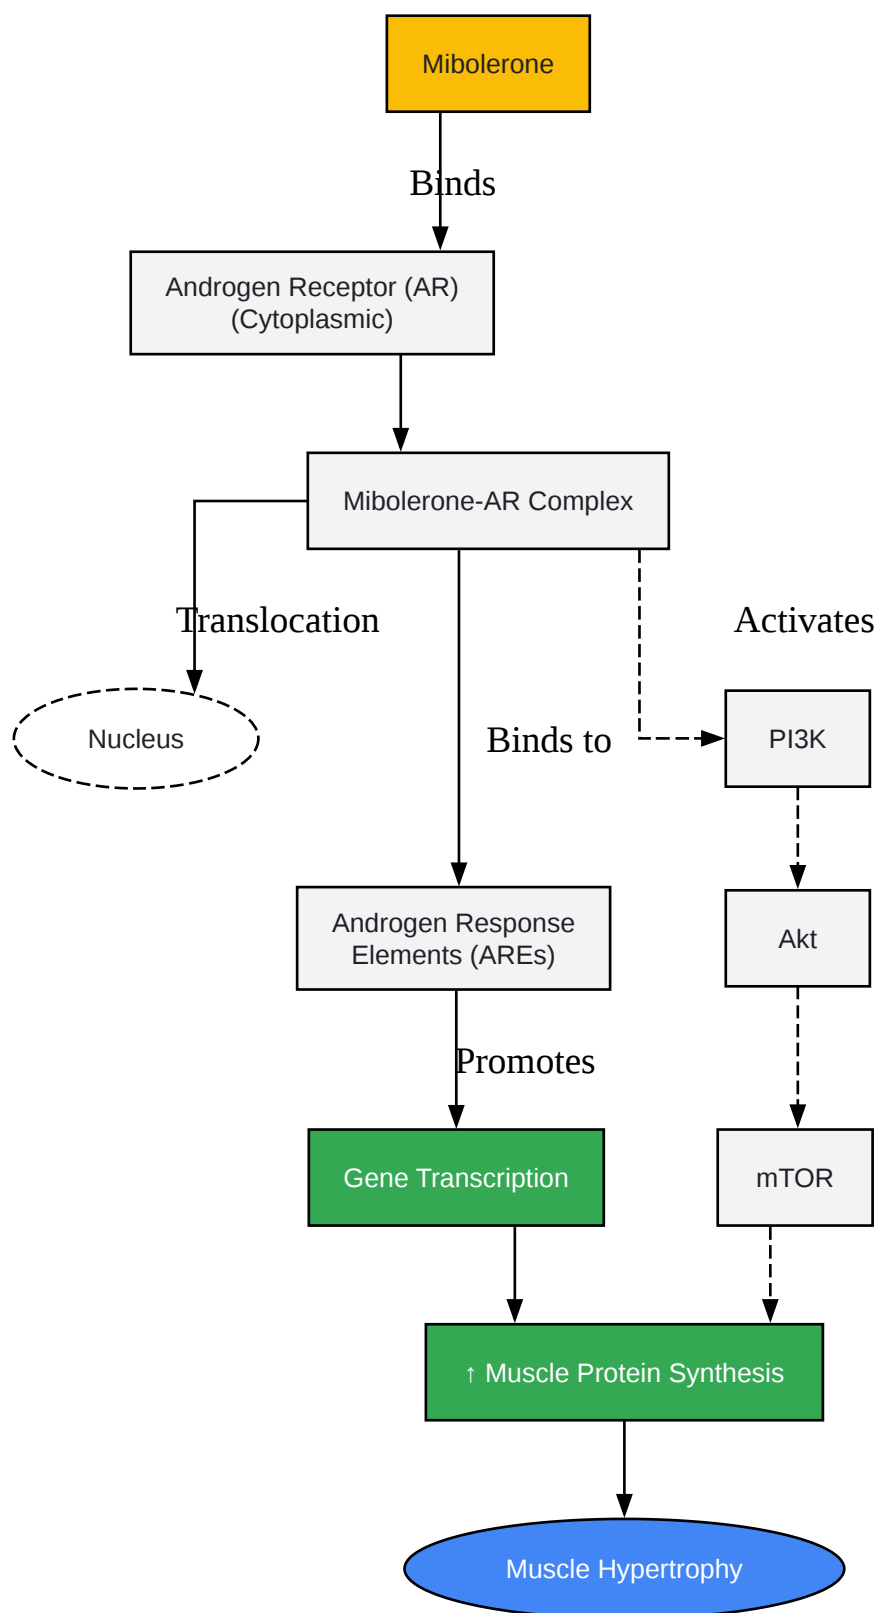 Mibolerone
Binds
Androgen Receptor (AR)
(Cytoplasmic)
Mibolerone-AR Complex
Translocation
Activates
Nucleus
Binds to
PI3K
Androgen Response
Elements (AREs)
Akt
Promotes
Gene Transcription
mTOR
↑ Muscle Protein Synthesis
Muscle Hypertrophy